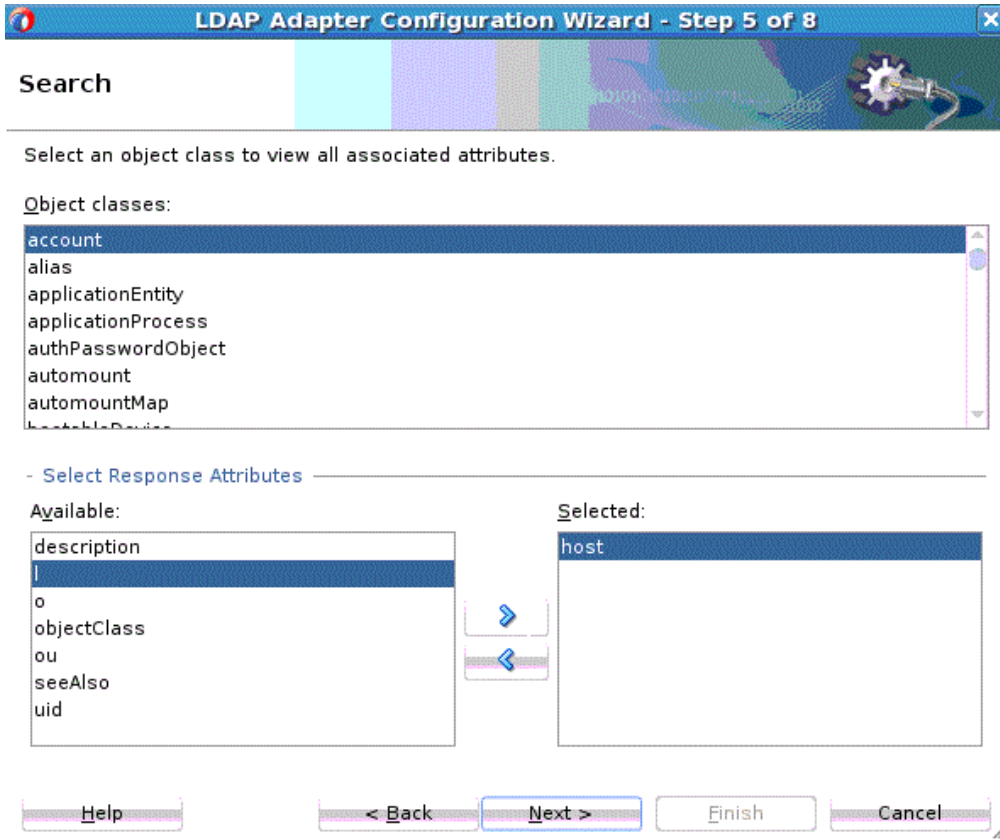 LDAP Adapter Configuration Wizard - Step 5 of 8
Search
Select an object class to view all associated attributes.
Object classes:
account
alias
applicationEntity
applicationProcess
authPasswordObject
automount
automountMap
Select Response Attributes
Available:
Selected:
description
host
l
o
objectClass
ou
seeAlso
uid
Help
< Back
Next >
Finish
Cancel